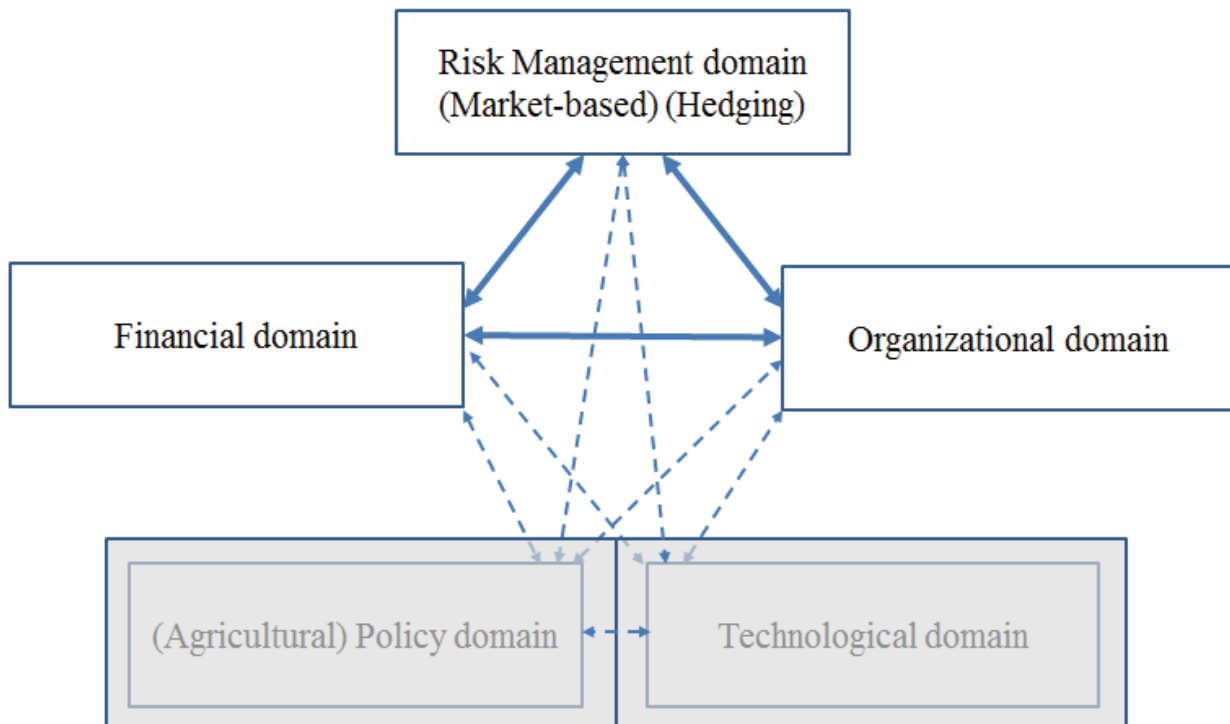 Risk Management domain
(Market-based) (Hedging)
Financial domain
Organizational domain
(Agricultural) Policy domain
Technological domain